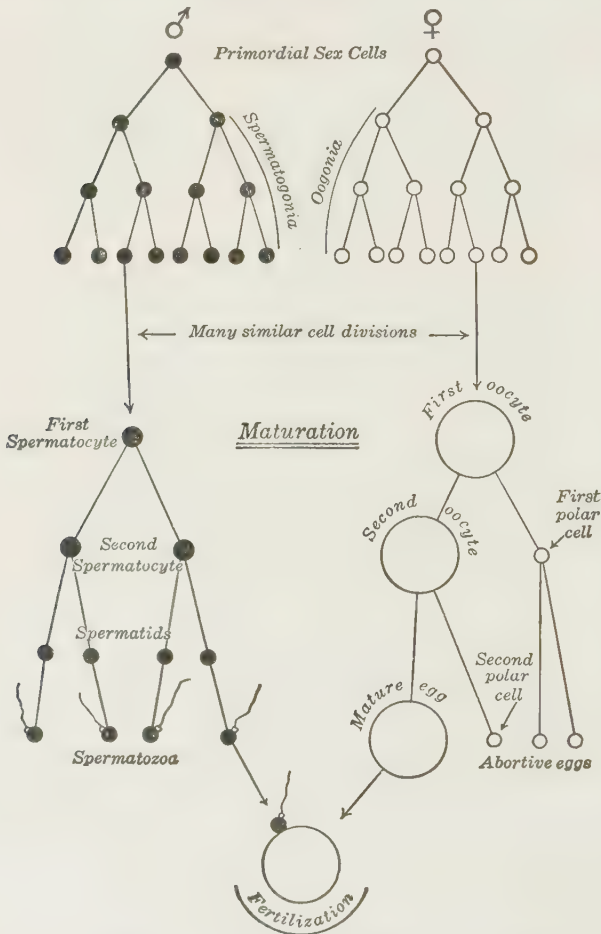 ♂
♀
Primordial Sex Cells
Spermatogonia
Oogonia
Many similar cell divisions
First
Spermatocyte
Maturation
First oocyte
Second
Spermatocyte
Second oocyte
First
polar
cell
Spermatids
Spermatozoa
Mature egg
Second
polar
cell
Abortive eggs
Fertilization